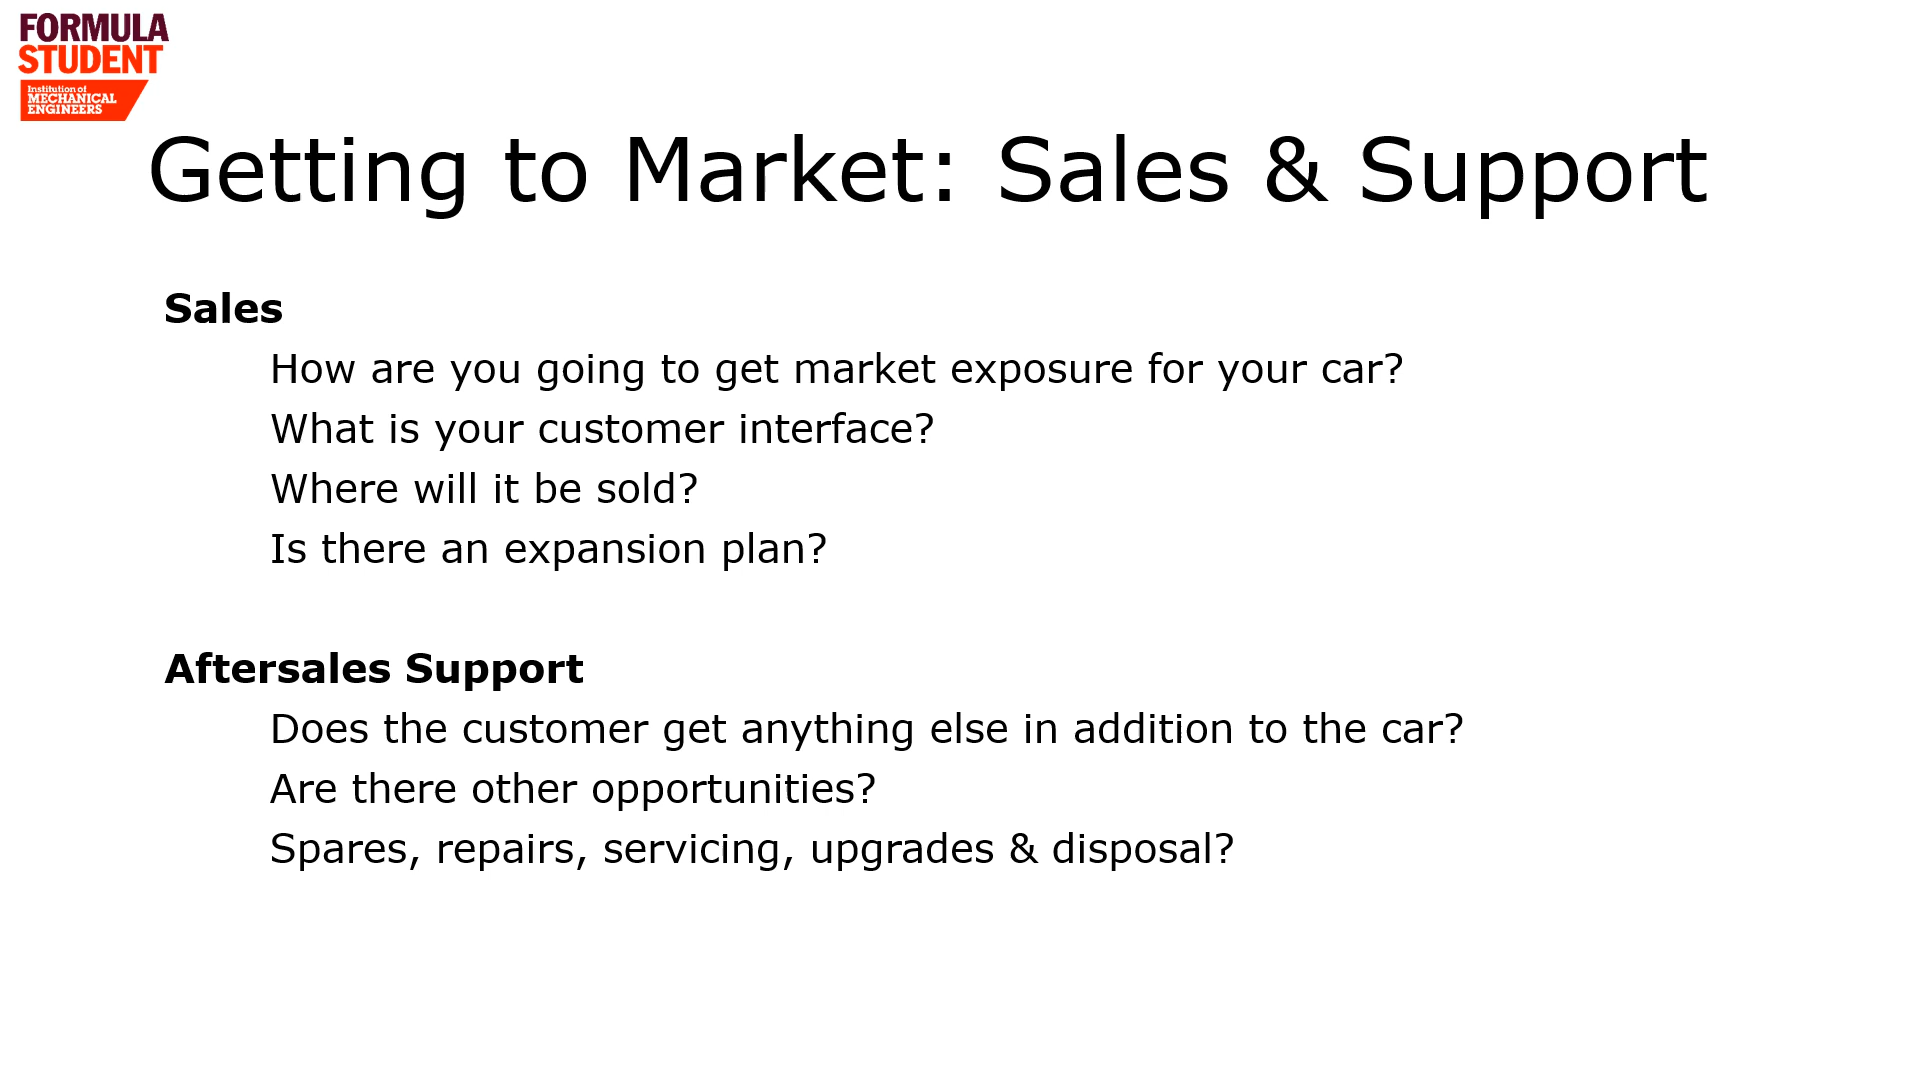 FORMULA
STUDENT
Institution of
MECHANICAL
ENGINEERS
Getting to Market: Sales & Support
Sales
How are you going to get market exposure for your car?
What is your customer interface?
Where will it be sold?
Is there an expansion plan?
Aftersales Support
Does the customer get anything else in addition to the car?
Are there other opportunities?
Spares, repairs, servicing, upgrades & disposal?